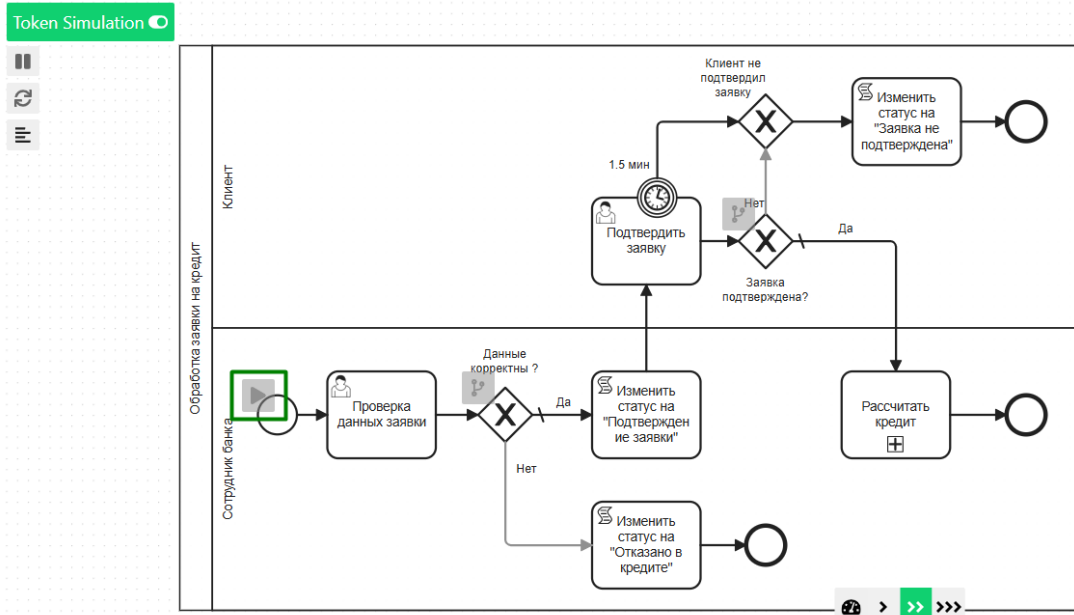 Token Simulation
Обработка заявки на кредит
Клиент
Клиент не
подтвердил
заявку
Изменить
статус на
"Заявка не
подтверждена"
1.5 мин
Подтвердить
заявку
Нет
Да
Заявка
подтверждена?
Сотрудник банка
Данные
корректны ?
Проверка
данных заявки
Да
Изменить
статус на
"Подтвержден
ие заявки"
Рассчитать
кредит
Нет
Изменить
статус на
"Отказано в
кредите"